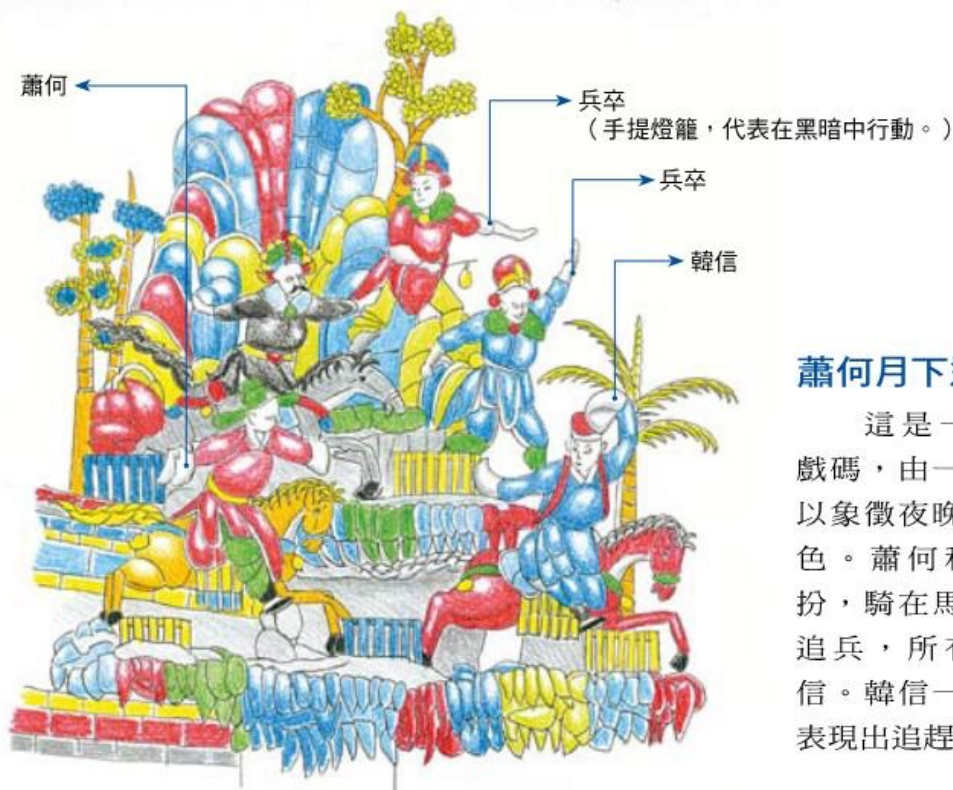 蕭何
兵卒
（手提燈籠，代表在黑暗中行動。）
兵卒
韓信
蕭何月下
這是一
戲碼，由一
以象徵夜晚
色。蕭何和
扮，騎在馬
追兵，所有
信。韓信一
表現出追趕